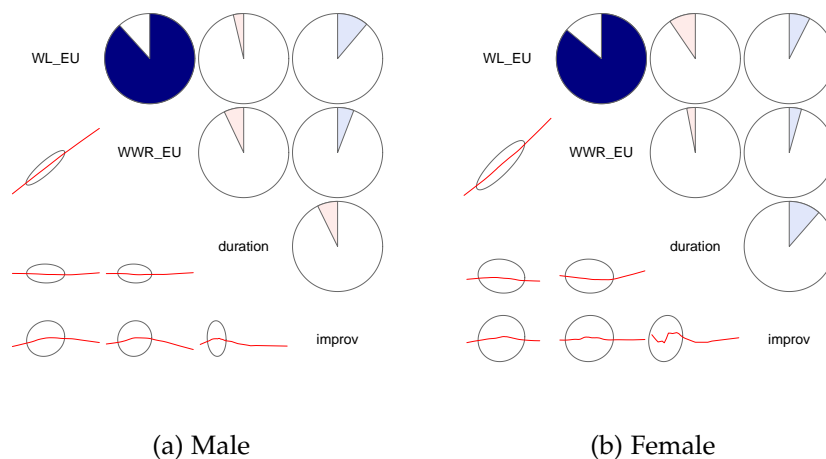 WL_EU
WWR_EU
duration
improv
(a) Male
WL_EU
WWR_EU
duration
improv
(b) Female